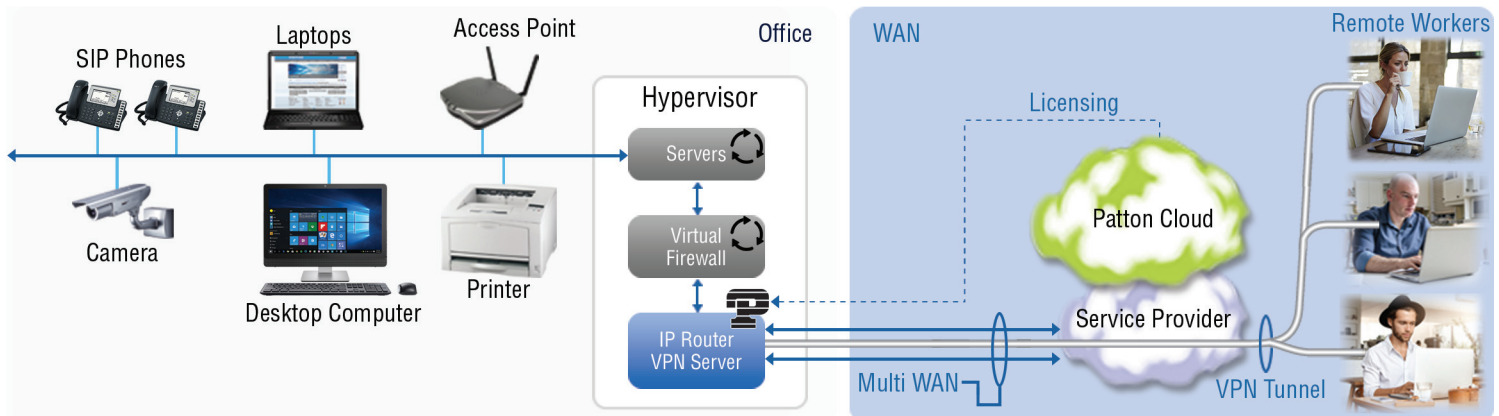 SIP Phones
Laptops
Access Point
Office
Camera
Desktop Computer
Printer
Hypervisor
Servers
Virtual
Firewall
IP Router
VPN Server
WAN
Remote Workers
Licensing
Patton Cloud
Service Provider
Multi WAN
VPN Tunnel